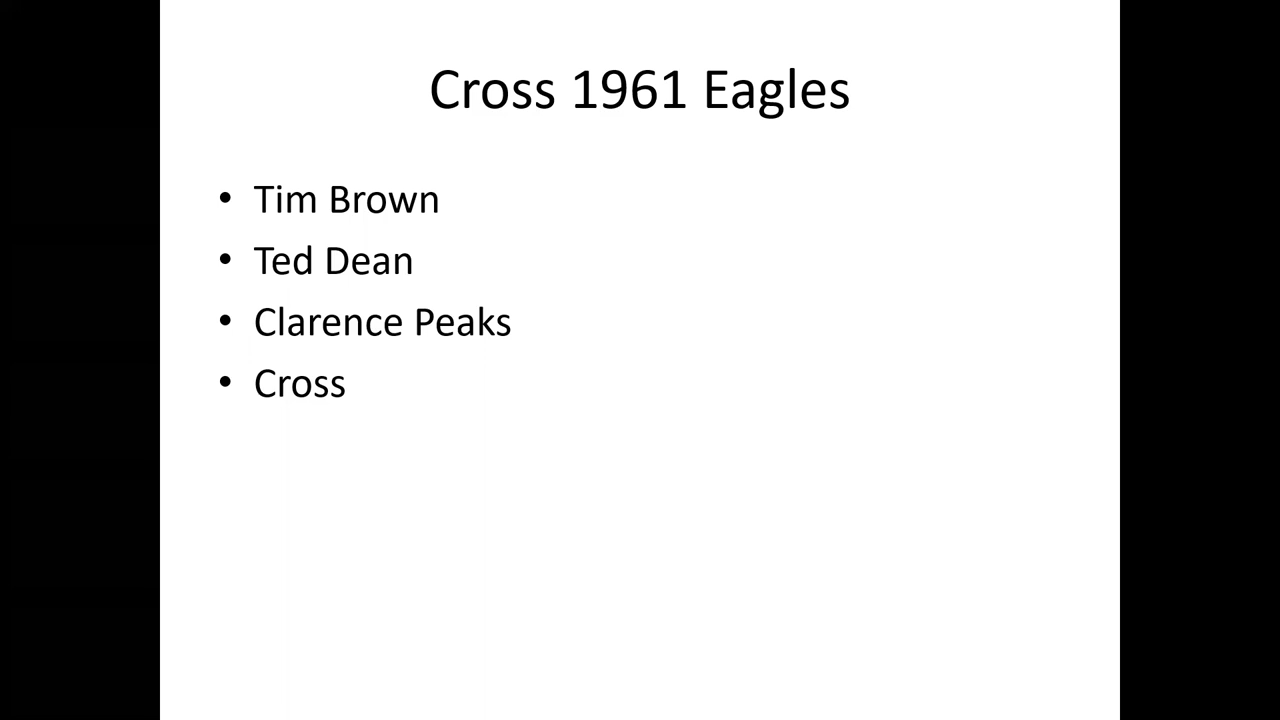 Cross 1961 Eagles
• Tim Brown
• Ted Dean
• Clarence Peaks
• Cross